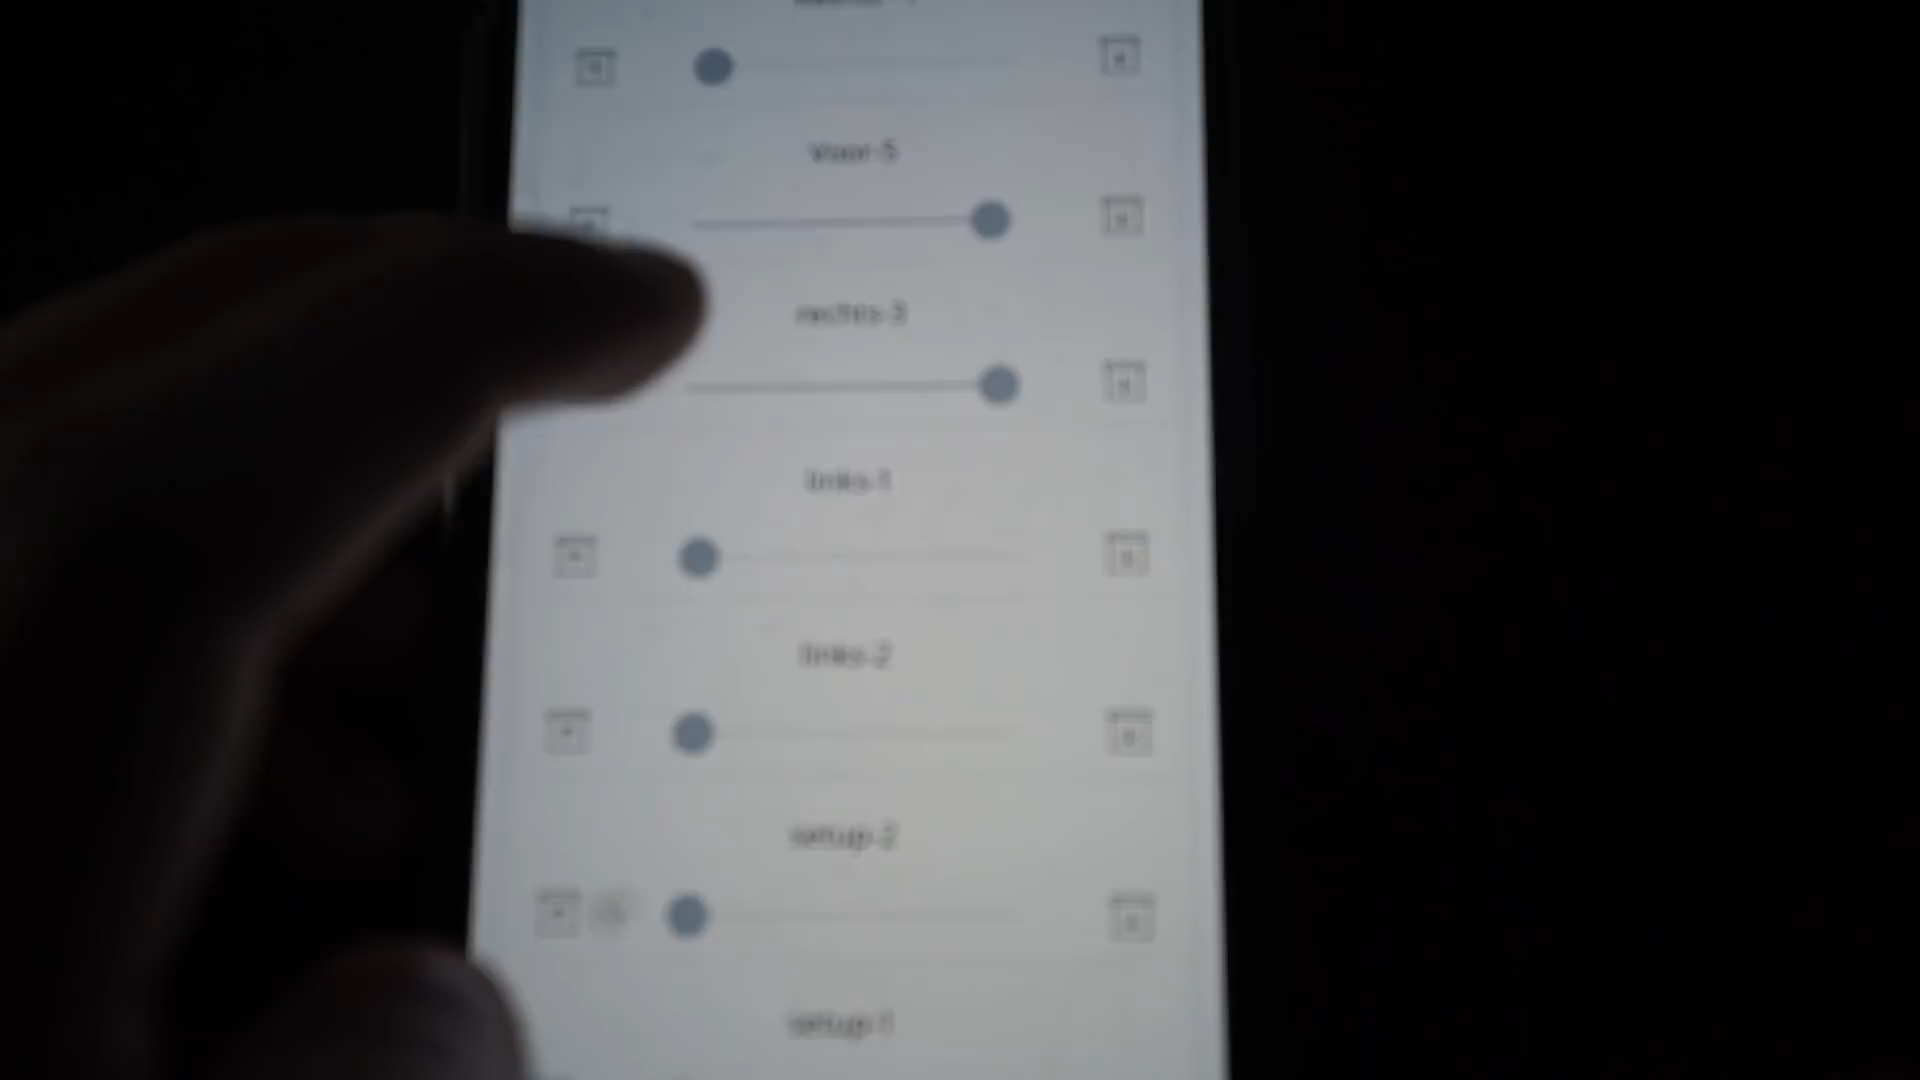 Voor-5
rechts-3
links-1
links-2
setup-2
setup-1